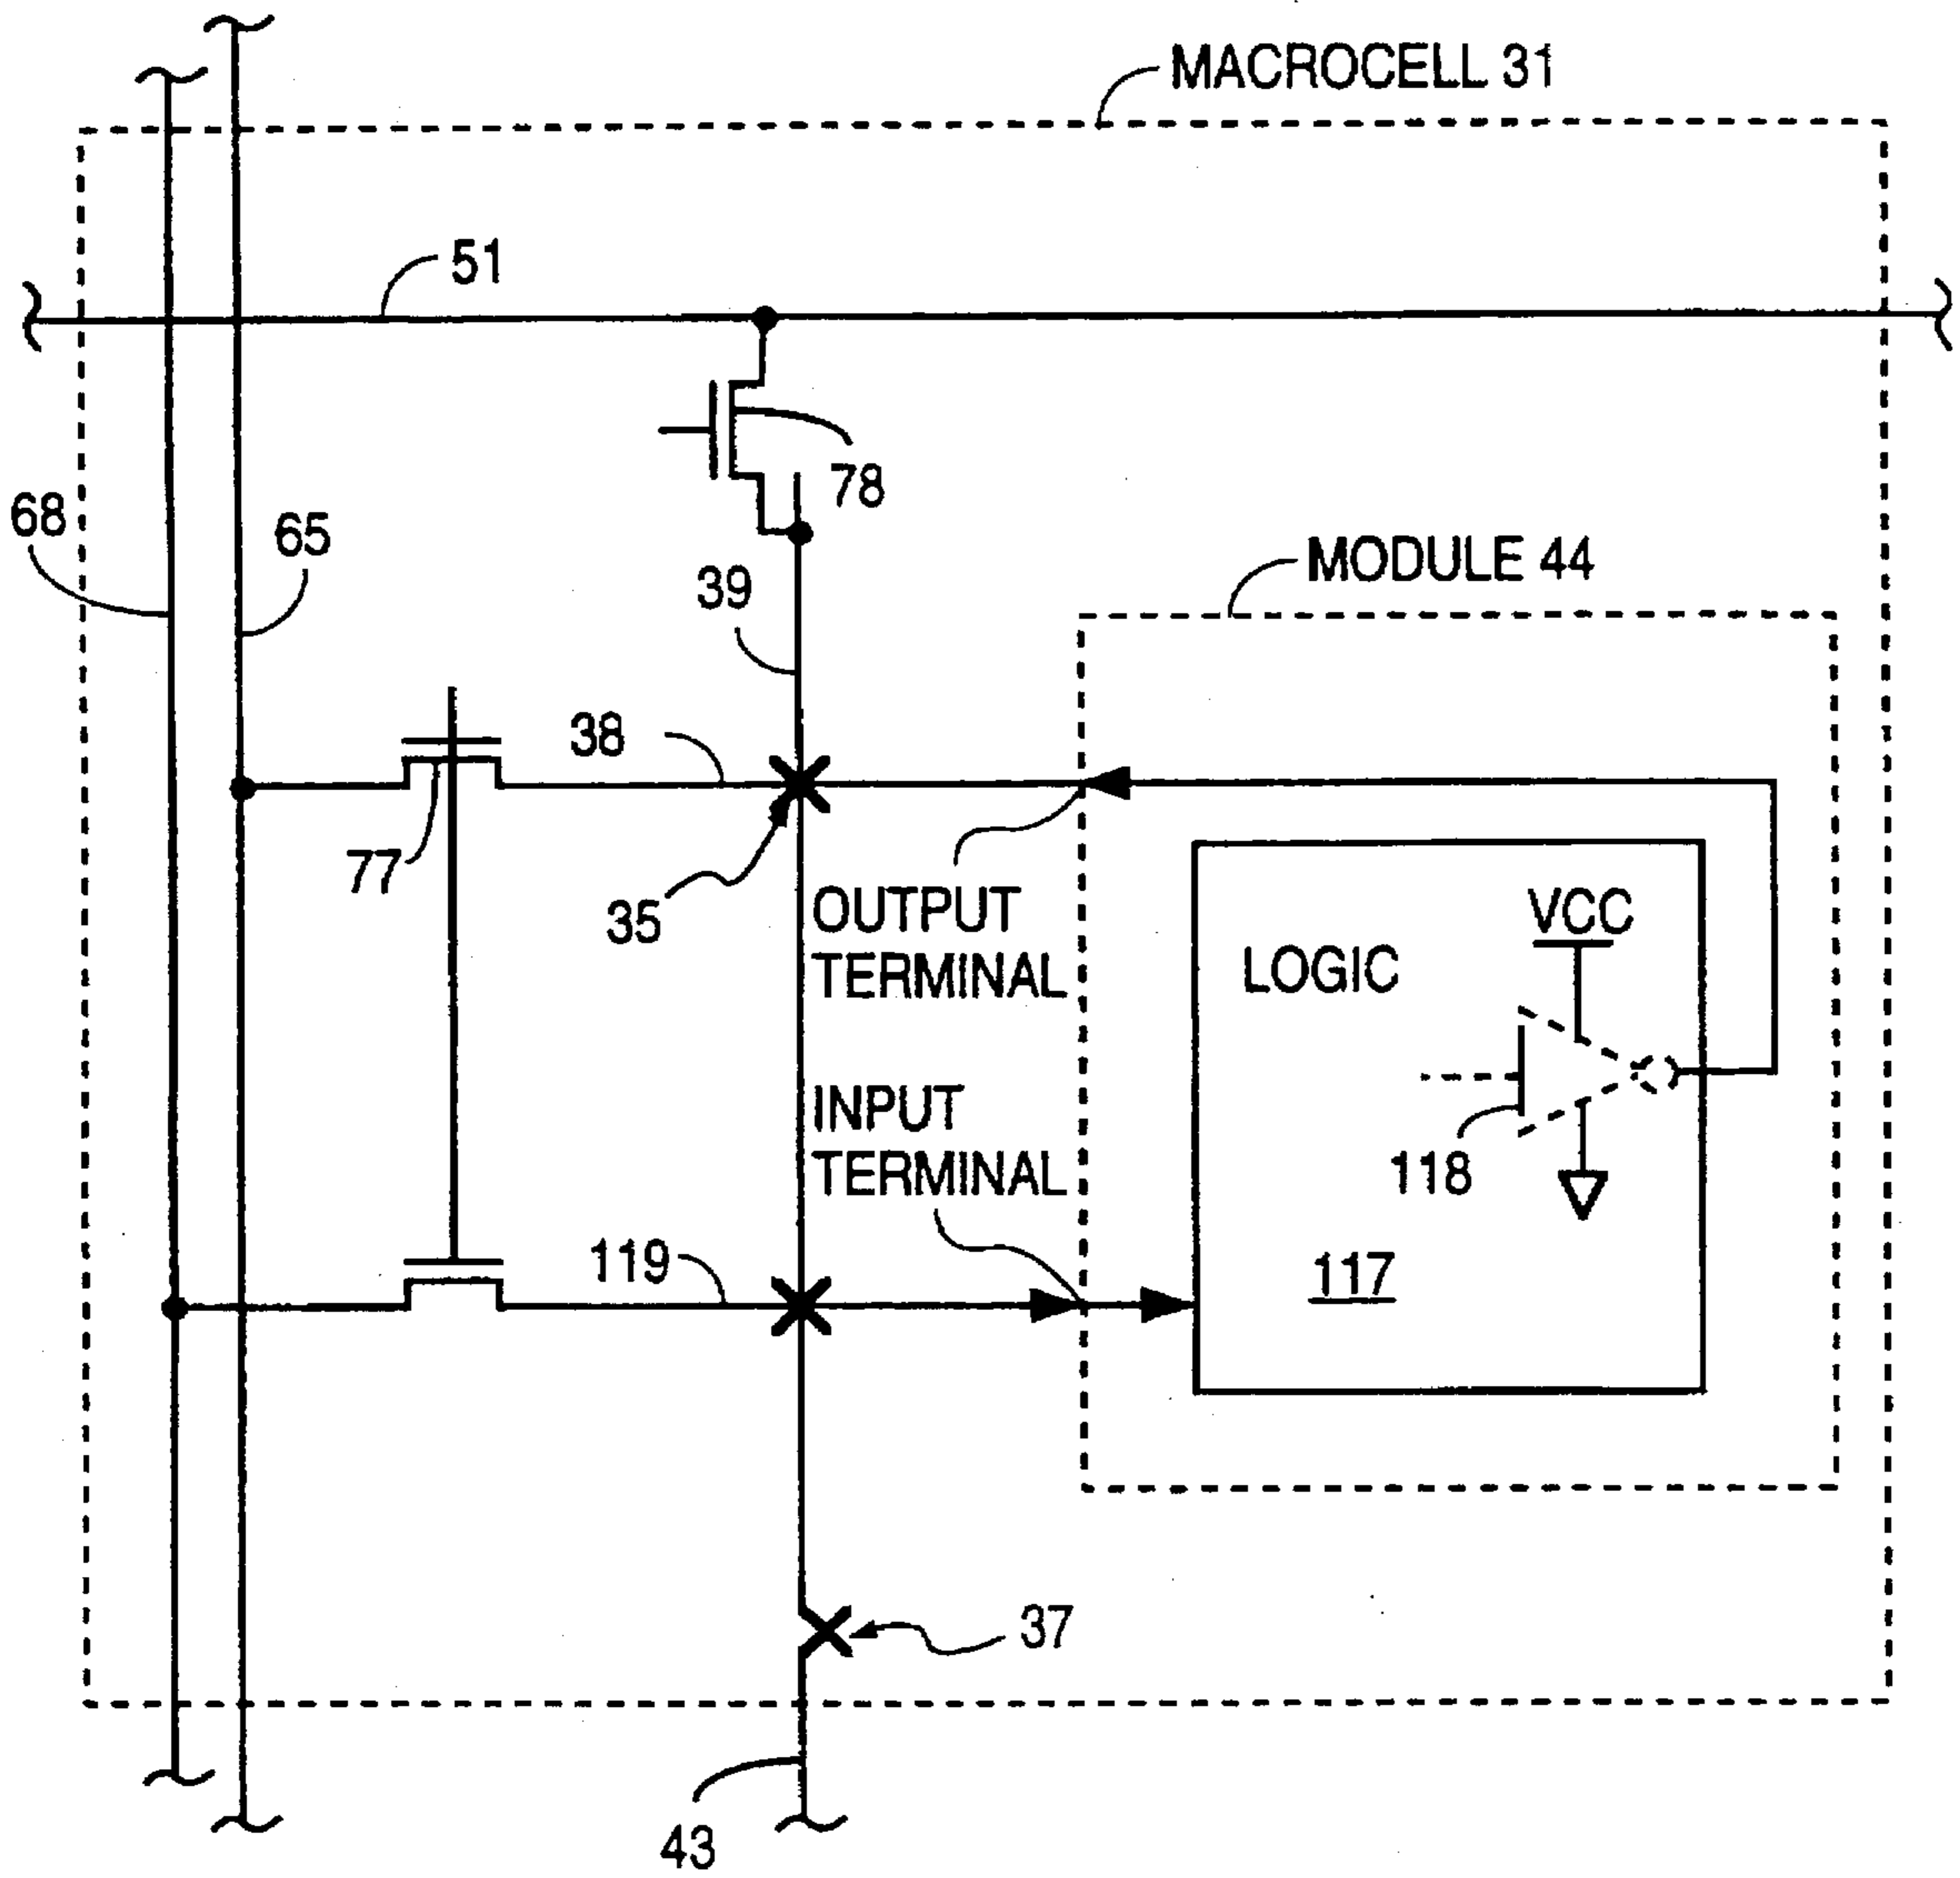 MACROCELL 31
51
78
68
65
39
MODULE 44
38
77
35
OUTPUT
TERMINAL
VCC
LOGIC
INPUT
TERMINAL
118
119
117
37
43